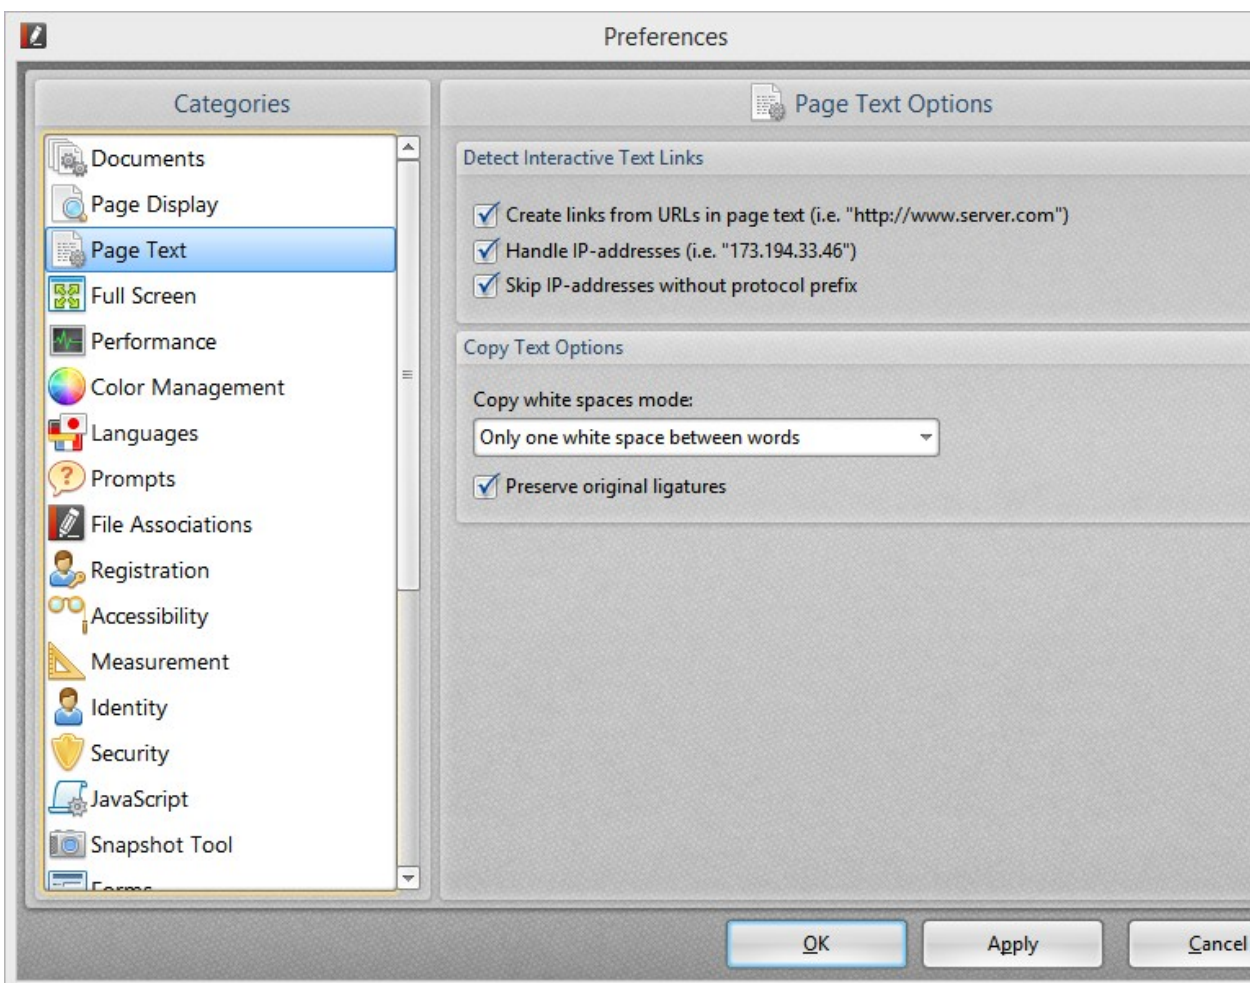 Preferences
Categories
Documents
Page Display
Page Text
Full Screen
Performance
Color Management
Languages
Prompts
File Associations
Registration
Accessibility
Measurement
Identity
Security
JavaScript
Snapshot Tool
Forms
Page Text Options
Detect Interactive Text Links
Create links from URLs in page text (i.e. "http://www.server.com")
Handle IP-addresses (i.e. "173.194.33.46")
Skip IP-addresses without protocol prefix
Copy Text Options
Copy white spaces mode:
Only one white space between words
Preserve original ligatures
OK
Apply
Cancel